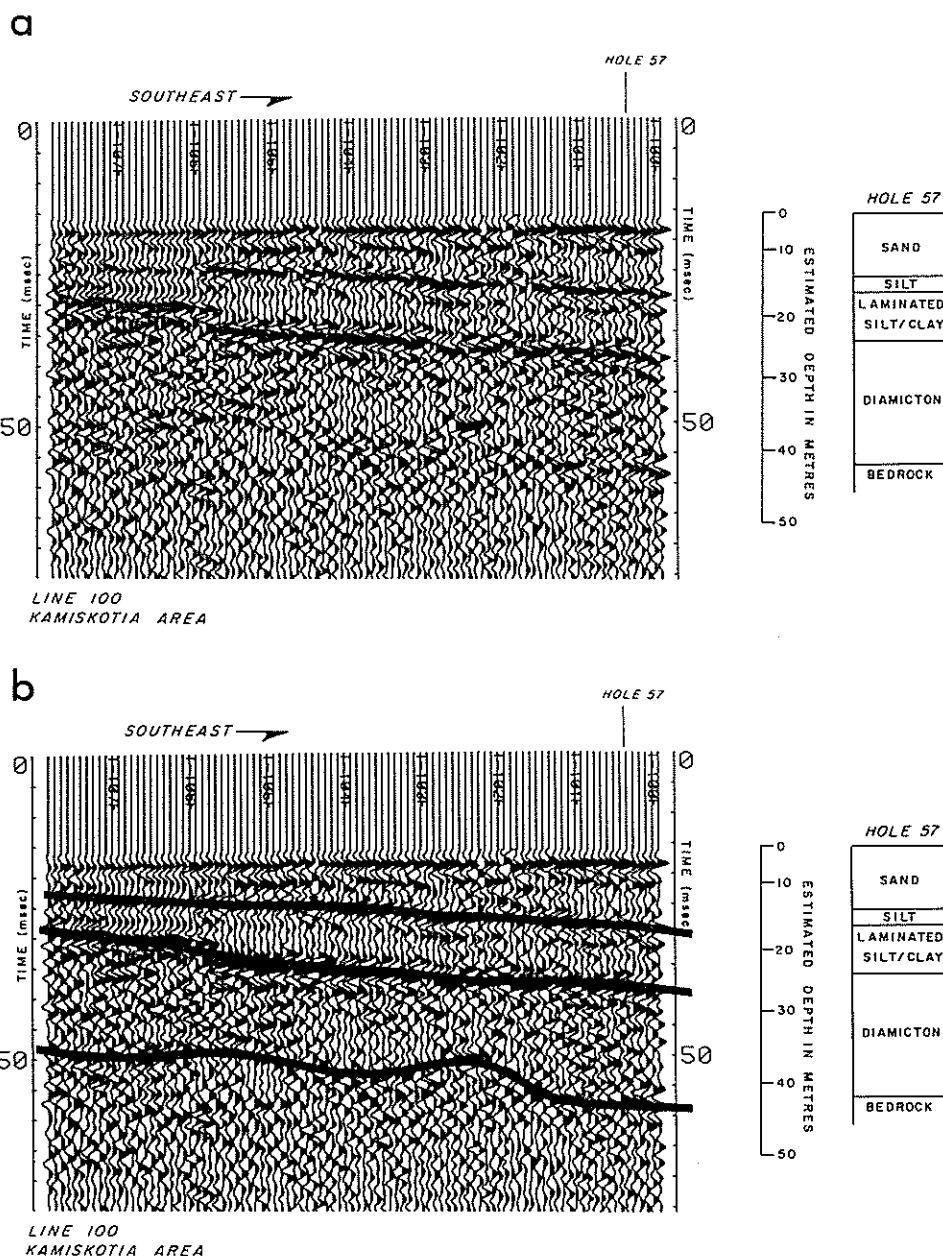 a
HOLE 57
SOUTHEAST
0
0
TIME (msec)
TIME (msec)
50
50
LINE 100
KAMISKOTIA AREA
0
10
20
30
40
50
ESTIMATED DEPTH IN METRES
HOLE 57
SAND
SILT
LAMINATED
SILT/CLAY
DIAMICTON
BEDROCK
b
HOLE 57
SOUTHEAST
0
0
TIME (msec)
TIME (msec)
50
50
LINE 100
KAMISKOTIA AREA
0
10
20
30
40
50
ESTIMATED DEPTH IN METRES
HOLE 57
SAND
SILT
LAMINATED
SILT/CLAY
DIAMICTON
BEDROCK